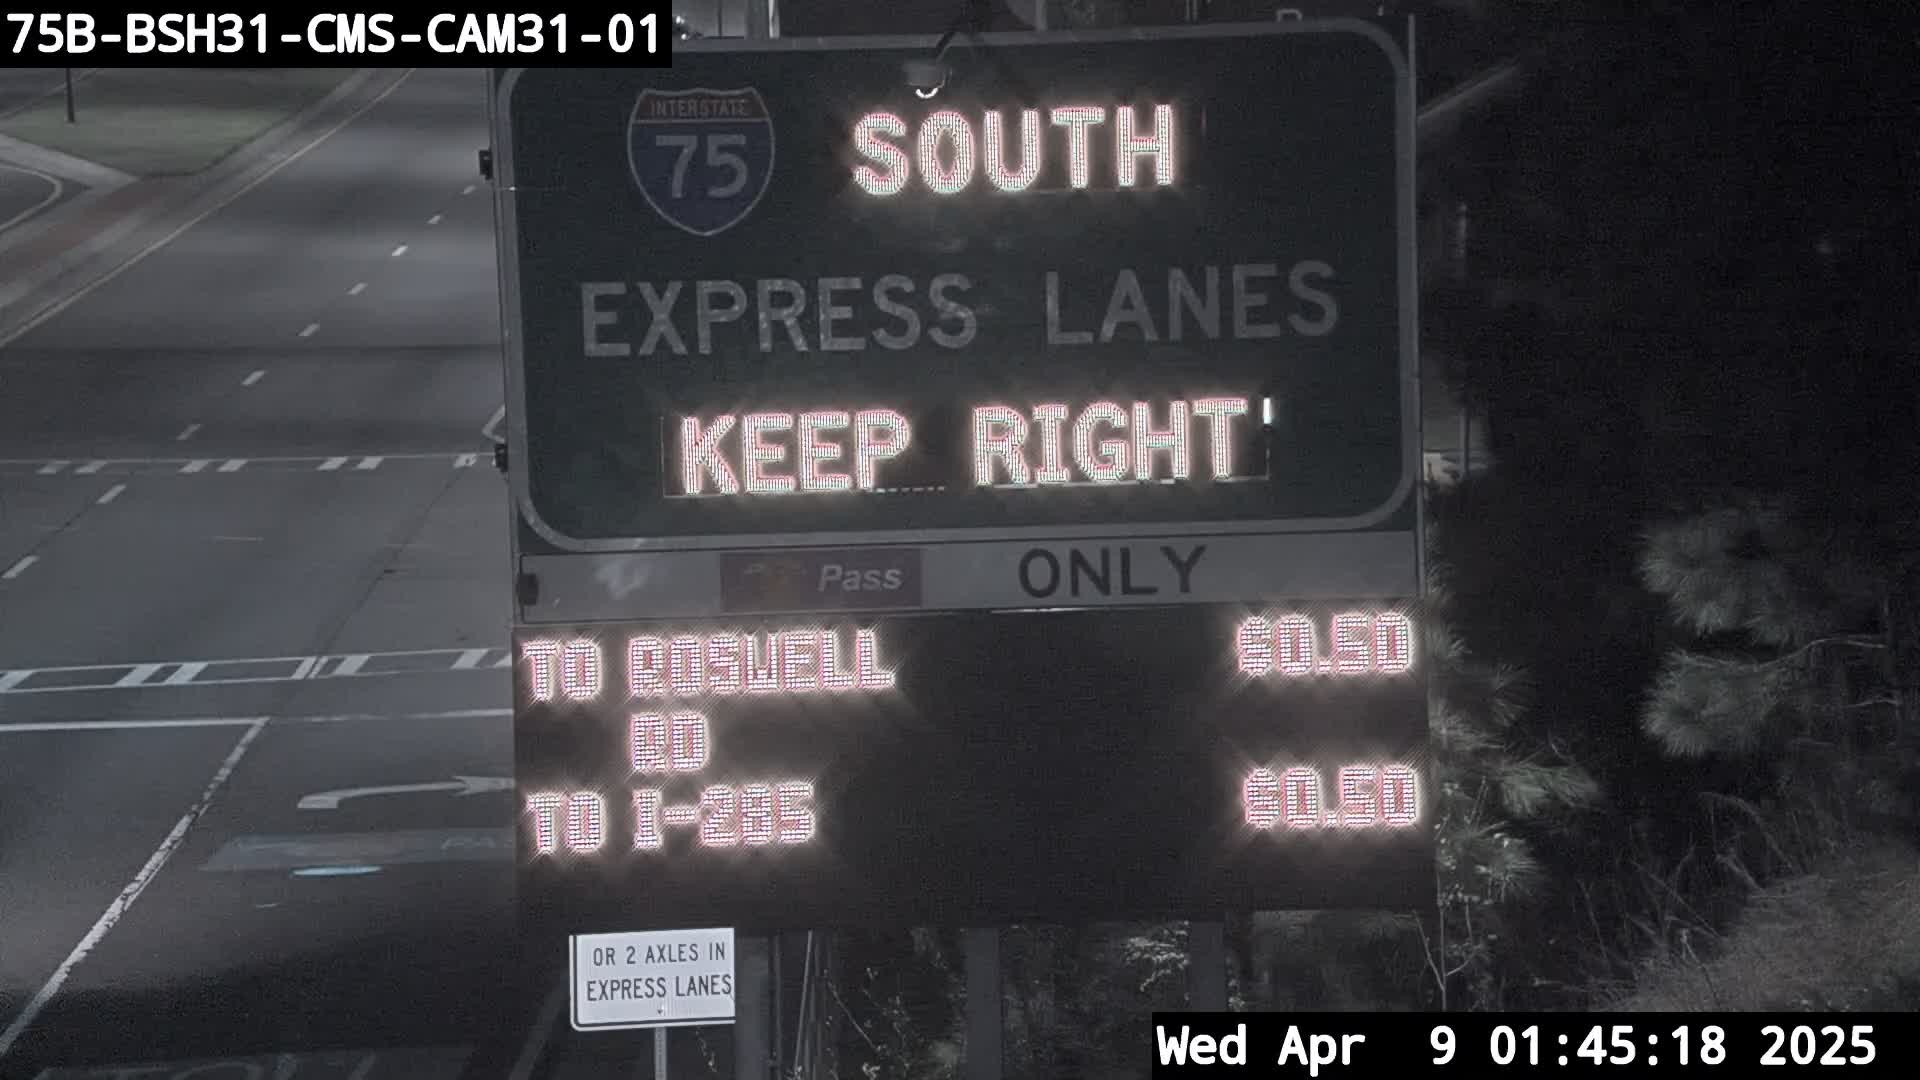 75B-BSH31-CMS-CAM31-01
INTERSTATE
75
SOUTH
EXPRESS LANES
KEEP RIGHT
Pass ONLY
TO ROSWELL $0.50
RD
TO I-285 $0.50
OR 2 AXLES IN
EXPRESS LANES
Wed Apr 9 01:45:18 2025